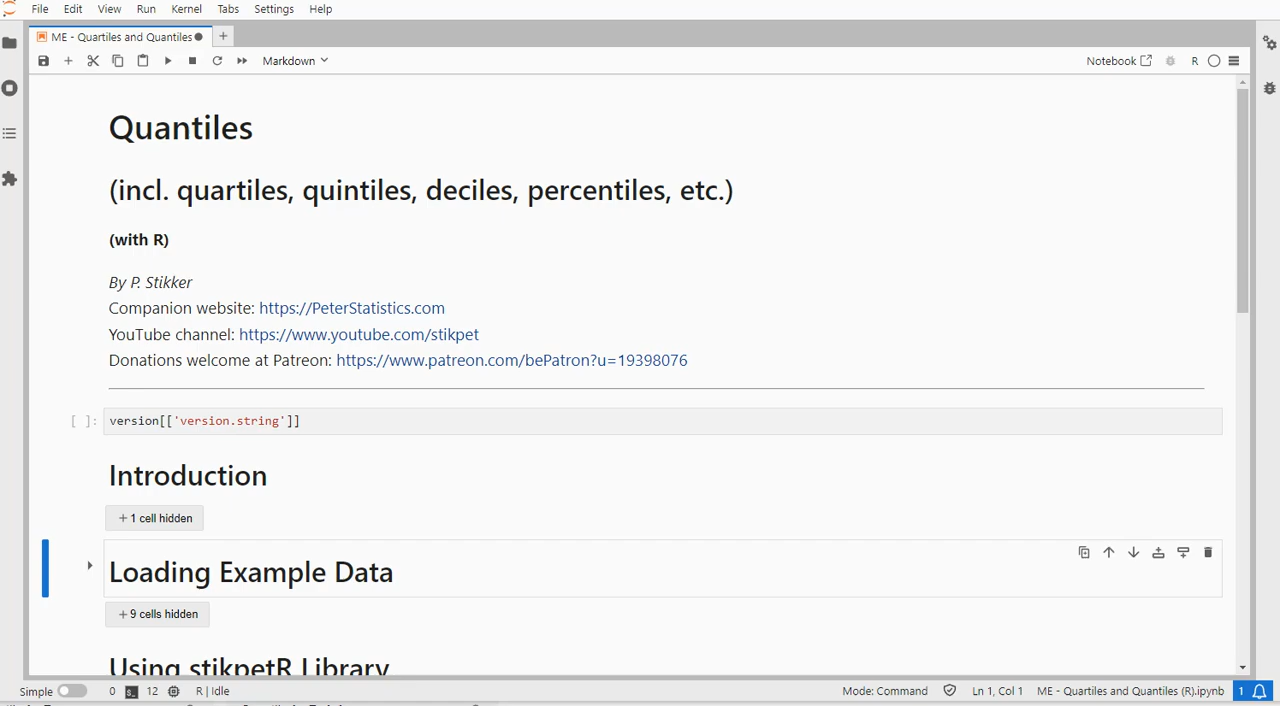 File Edit View Run Kernel Tabs Settings Help
ME - Quartiles and Quantiles
Markdown
Notebook
R
Quantiles
(incl. quartiles, quintiles, deciles, percentiles, etc.)
(with R)
By P. Stikker
Companion website: https://PeterStatistics.com
YouTube channel: https://www.youtube.com/stikpet
Donations welcome at Patreon: https://www.patreon.com/bePatron?u=19398076
[ ]: version[['version.string']]
Introduction
+ 1 cell hidden
Loading Example Data
+ 9 cells hidden
Using stikpetR Library
Simple 0 $_ 12 R | Idle Mode: Command Ln 1, Col 1 ME - Quartiles and Quantiles (R).ipynb 1